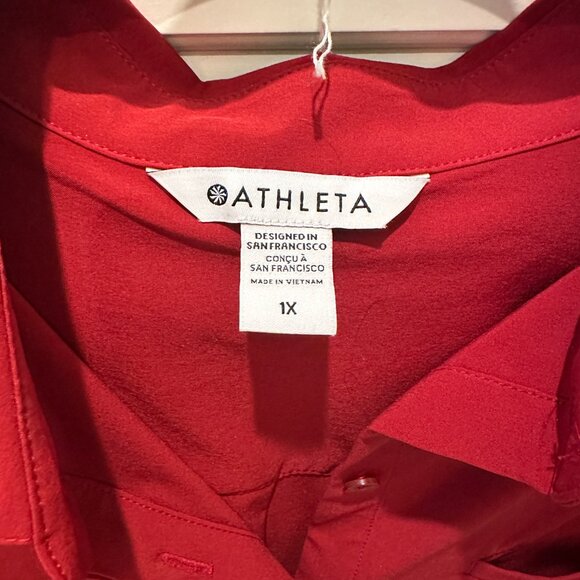 ATHLETA
DESIGNED IN
SAN FRANCISCO
CONÇU À
SAN FRANCISCO
MADE IN VIETNAM
1X